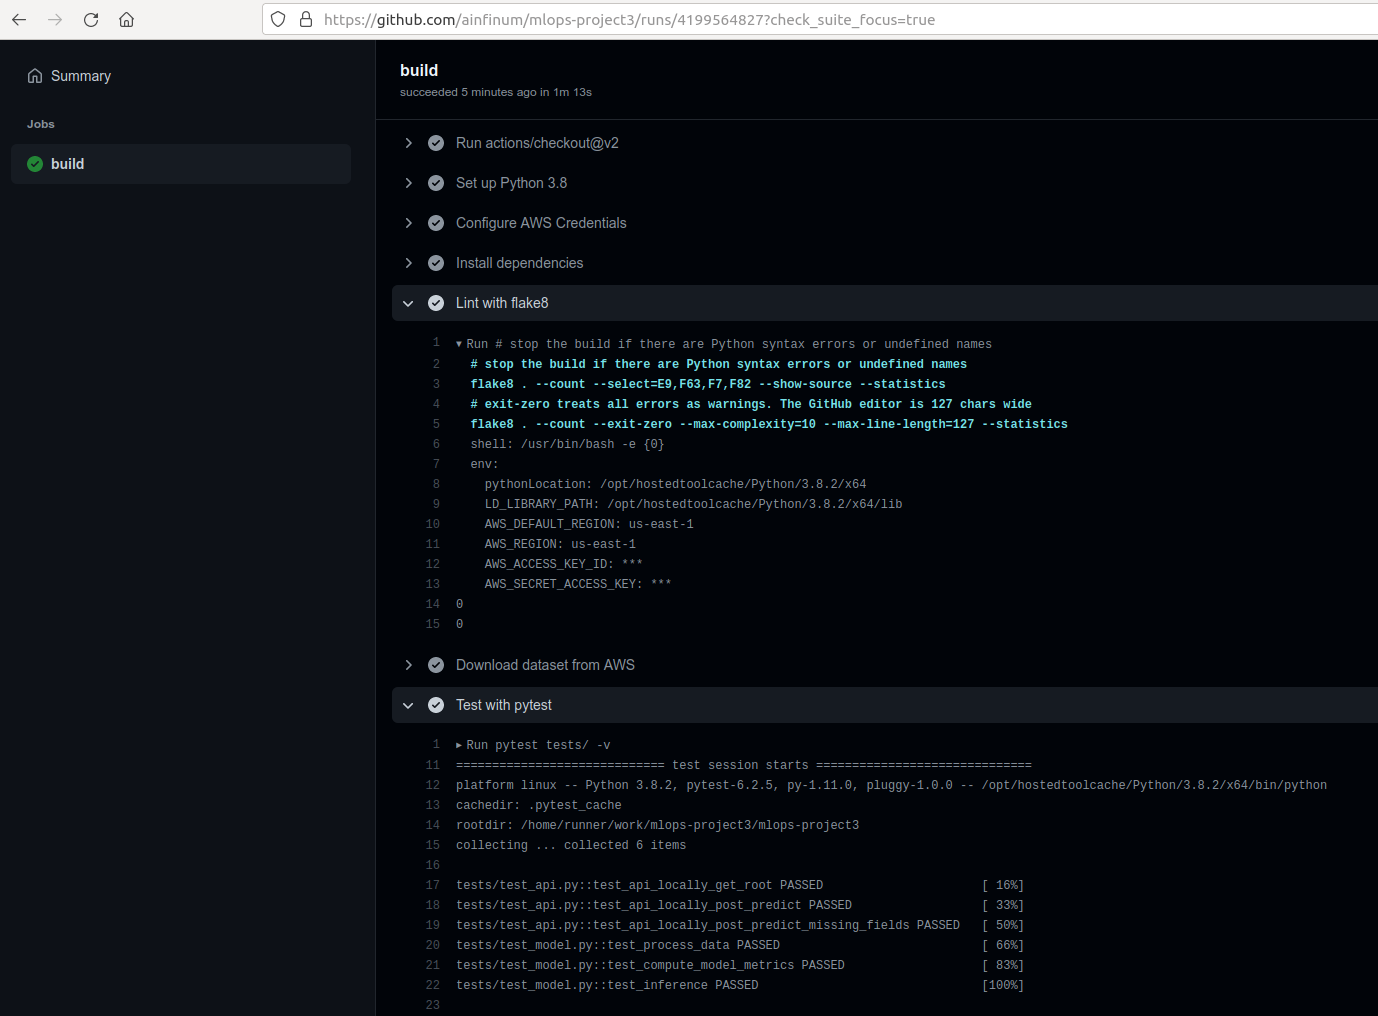 https://github.com/ainfinum/mlops-project3/runs/4199564827?check_suite_focus=true
Summary
Jobs
build
build
succeeded 5 minutes ago in 1m 13s
Run actions/checkout@v2
Set up Python 3.8
Configure AWS Credentials
Install dependencies
Lint with flake8
1 Run # stop the build if there are Python syntax errors or undefined names
2 # stop the build if there are Python syntax errors or undefined names
3 flake8 . --count --select=E9,F63,F7,F82 --show-source --statistics
4 # exit-zero treats all errors as warnings. The GitHub editor is 127 chars wide
5 flake8 . --count --exit-zero --max-complexity=10 --max-line-length=127 --statistics
6 shell: /usr/bin/bash -e {0}
7 env:
8 pythonLocation: /opt/hostedtoolcache/Python/3.8.2/x64
9 LD_LIBRARY_PATH: /opt/hostedtoolcache/Python/3.8.2/x64/lib
10 AWS_DEFAULT_REGION: us-east-1
11 AWS_REGION: us-east-1
12 AWS_ACCESS_KEY_ID: ***
13 AWS_SECRET_ACCESS_KEY: ***
14 0
15 0
Download dataset from AWS
Test with pytest
1 Run pytest tests/ -v
11 ============================= test session starts ==============================
12 platform linux -- Python 3.8.2, pytest-6.2.5, py-1.11.0, pluggy-1.0.0 -- /opt/hostedtoolcache/Python/3.8.2/x64/bin/python
13 cachedir: .pytest_cache
14 rootdir: /home/runner/work/mlops-project3/mlops-project3
15 collecting ... collected 6 items
16
17 tests/test_api.py::test_api_locally_get_root PASSED [ 16%]
18 tests/test_api.py::test_api_locally_post_predict PASSED [ 33%]
19 tests/test_api.py::test_api_locally_post_predict_missing_fields PASSED [ 50%]
20 tests/test_model.py::test_process_data PASSED [ 66%]
21 tests/test_model.py::test_compute_model_metrics PASSED [ 83%]
22 tests/test_model.py::test_inference PASSED [100%]
23